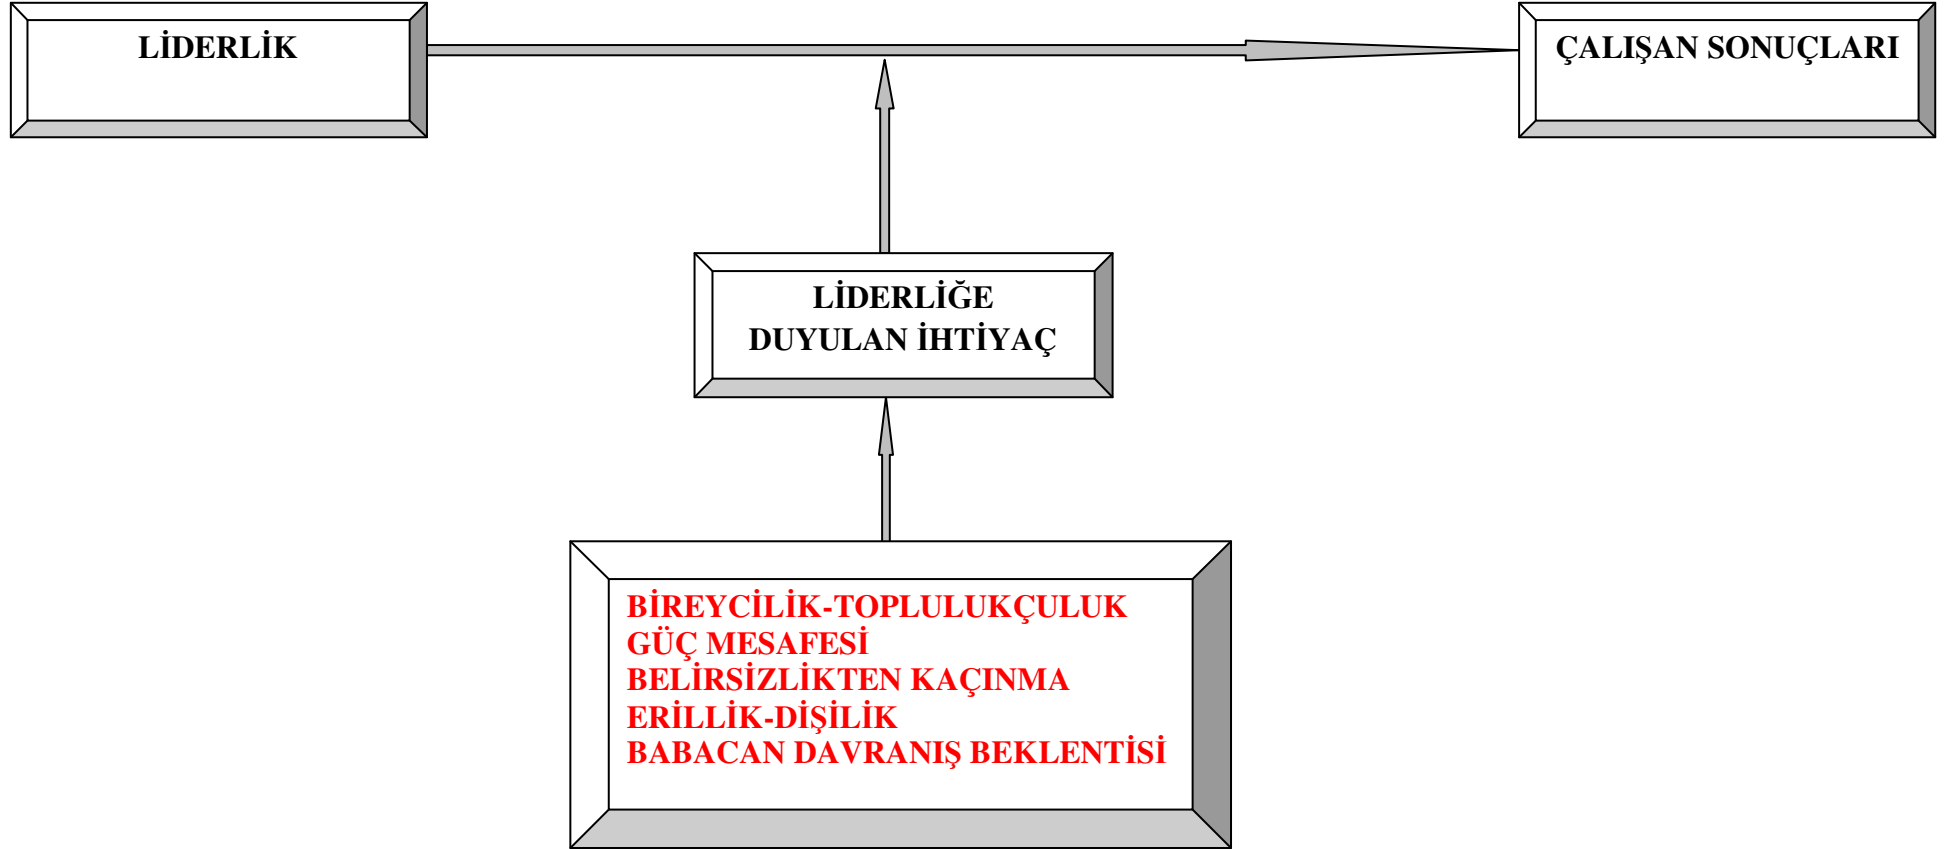 LİDERLİK
ÇALIŞAN SONUÇLARI
LİDERLİĞE
DUYULAN İHTİYAÇ
BİREYCİLİK-TOPLULUKÇULUK
GÜÇ MESAFESİ
BELİRSİZLİKTEN KAÇINMA
ERİLLİK-DİŞİLİK
BABACAN DAVRANIŞ BEKLENTİSİ